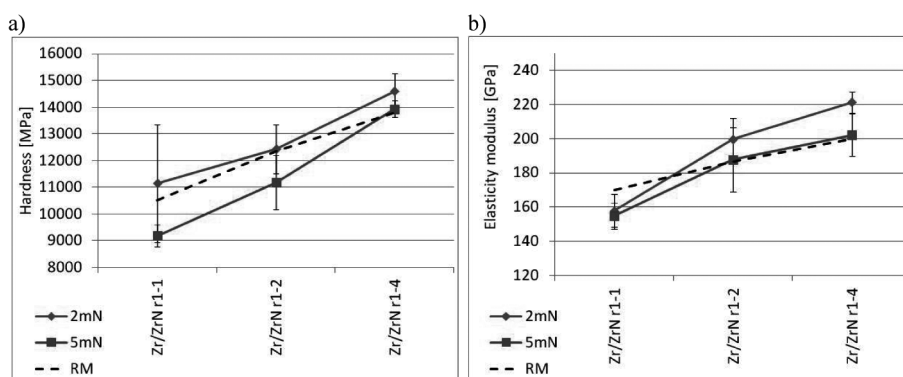 a)
Hardness [MPa]
16000
15000
14000
13000
12000
11000
10000
9000
8000
Zr/ZrN r1-1
Zr/ZrN r1-2
Zr/ZrN r1-4
2mN
5mN
RM
b)
Elasticity modulus [GPa]
240
220
200
180
160
140
120
Zr/ZrN r1-1
Zr/ZrN r1-2
Zr/ZrN r1-4
2mN
5mN
RM